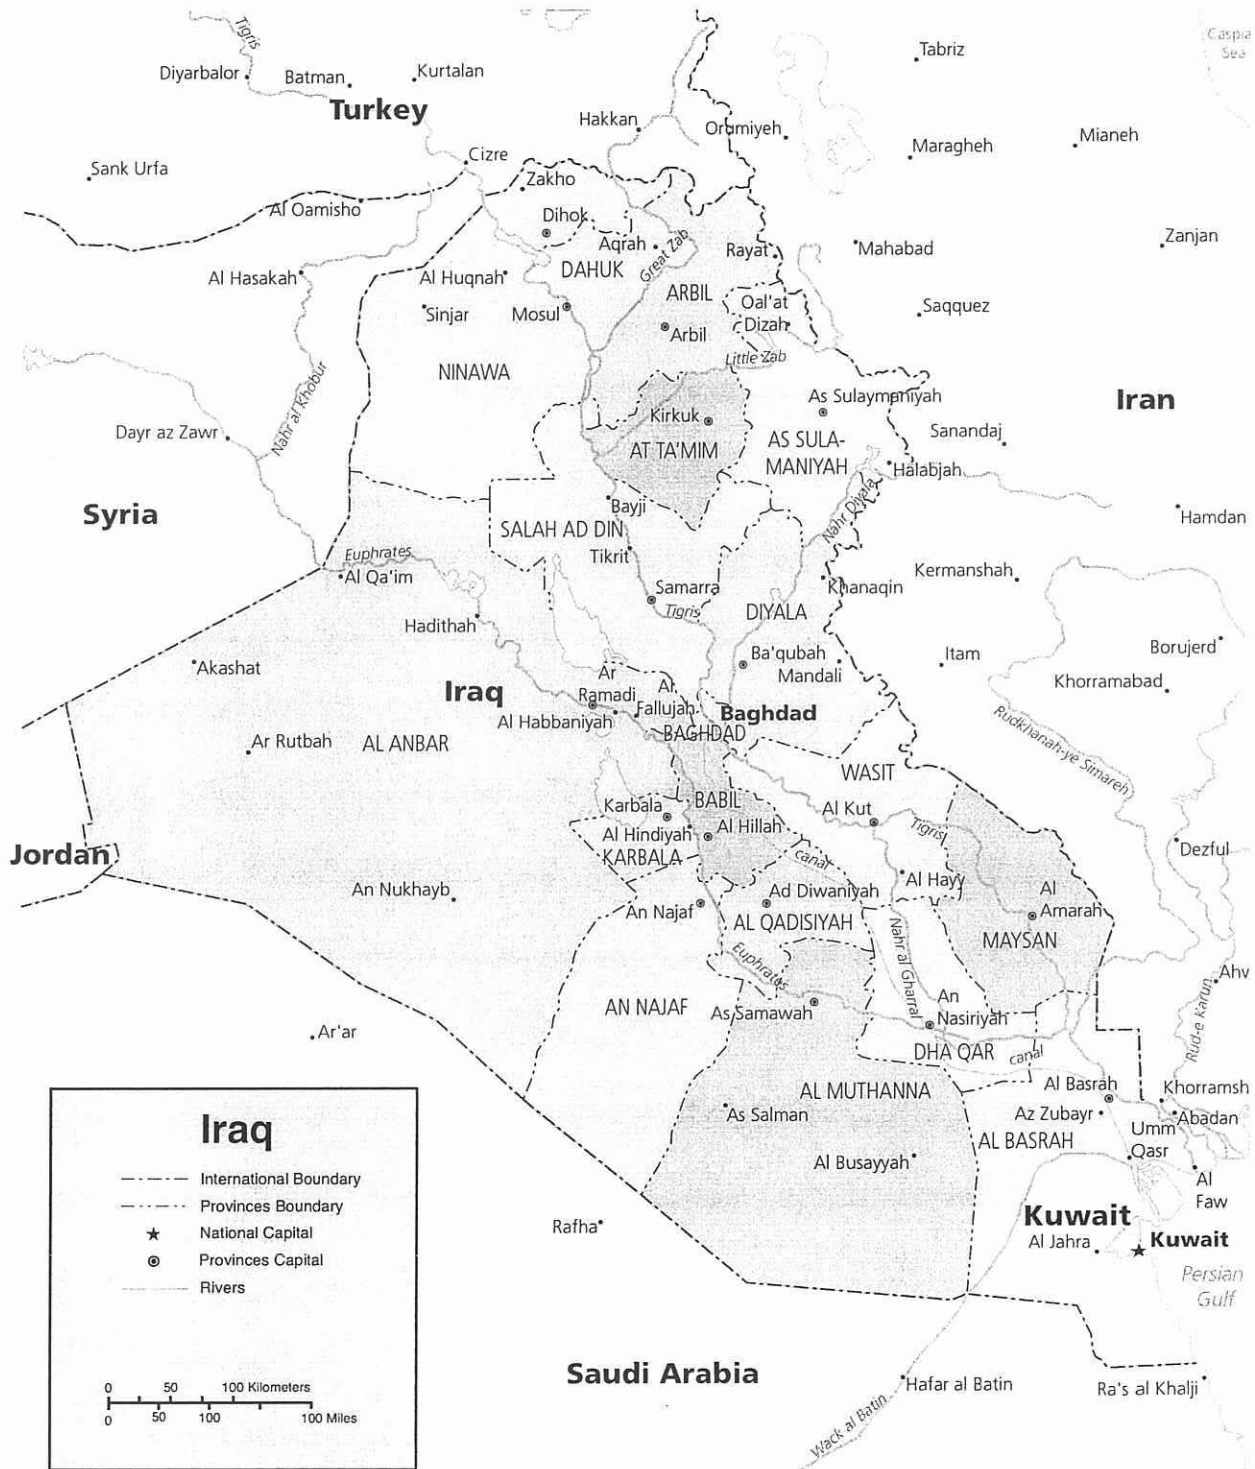 Tigris
Caspia
Sea
Tabriz
Diyarbalor
Batman
Kurtalan
Turkey
Hakkan
Orumiyeh
Maragheh
Mianeh
Cizre
Sank Urfa
Zakho
Al Oamisho
Dihok
Aqrah
Great Zab
Rayat
Mahabad
Zanjan
Al Hasakah
Al Huqnah
DAHUK
ARBIL
Oal'at
Dizah
Sinjar
Mosul
Arbil
Saqquez
Little Zab
NINAWA
Nahr al Khobur
As Sulaymaniyah
Iran
Kirkuk
Dayr az Zawr
AT TA'MIM
AS SULA-
MANIYAH
Sanandaj
Halabjah
Syria
Bayji
Nahr Diyala
Hamdan
SALAH AD DIN
Euphrates
Tikrit
Al Qa'im
Samarra
Khanaqin
Kermanshah
Hadithah
Tigris
DIYALA
Akashat
Ba'qubah
Mandali
Itam
Borujerd
Khorramabad
Iraq
Ar
Ramadi
Al
Fallujah
Al Habbaniyah
Baghdad
BAGHDAD
Rudkhanah-ye Simareh
Ar Rutbah
AL ANBAR
WASIT
Karbala
BABIL
Al Kut
Tigris
Al Hindiyah
Al Hillah
KARBALA
canal
Jordan
Dezful
An Nukhayb
Al Hayy
Ad Diwaniyah
An Najaf
AL QADISIYAH
Al
Amarah
MAYSAN
Euphrates
Nahr al Gharral
Ahv
AN NAJAF
As Samawah
An
Nasiriyah
Rud-e Karun
Ar'ar
DHA QAR
canal
AL MUTHANNA
Al Basrah
Khorramsh
As Salman
Az Zubayr
Abadan
Umm
Qasr
AL BASRAH
Al Busayyah
Al
Faw
Rafha
Kuwait
Al Jahra
Kuwait
Persian
Gulf
Saudi Arabia
Hafar al Batin
Ra's al Khalji
Wack al Batin
Iraq
International Boundary
Provinces Boundary
National Capital
Provinces Capital
Rivers
0 50 100 Kilometers
0 50 100 100 Miles